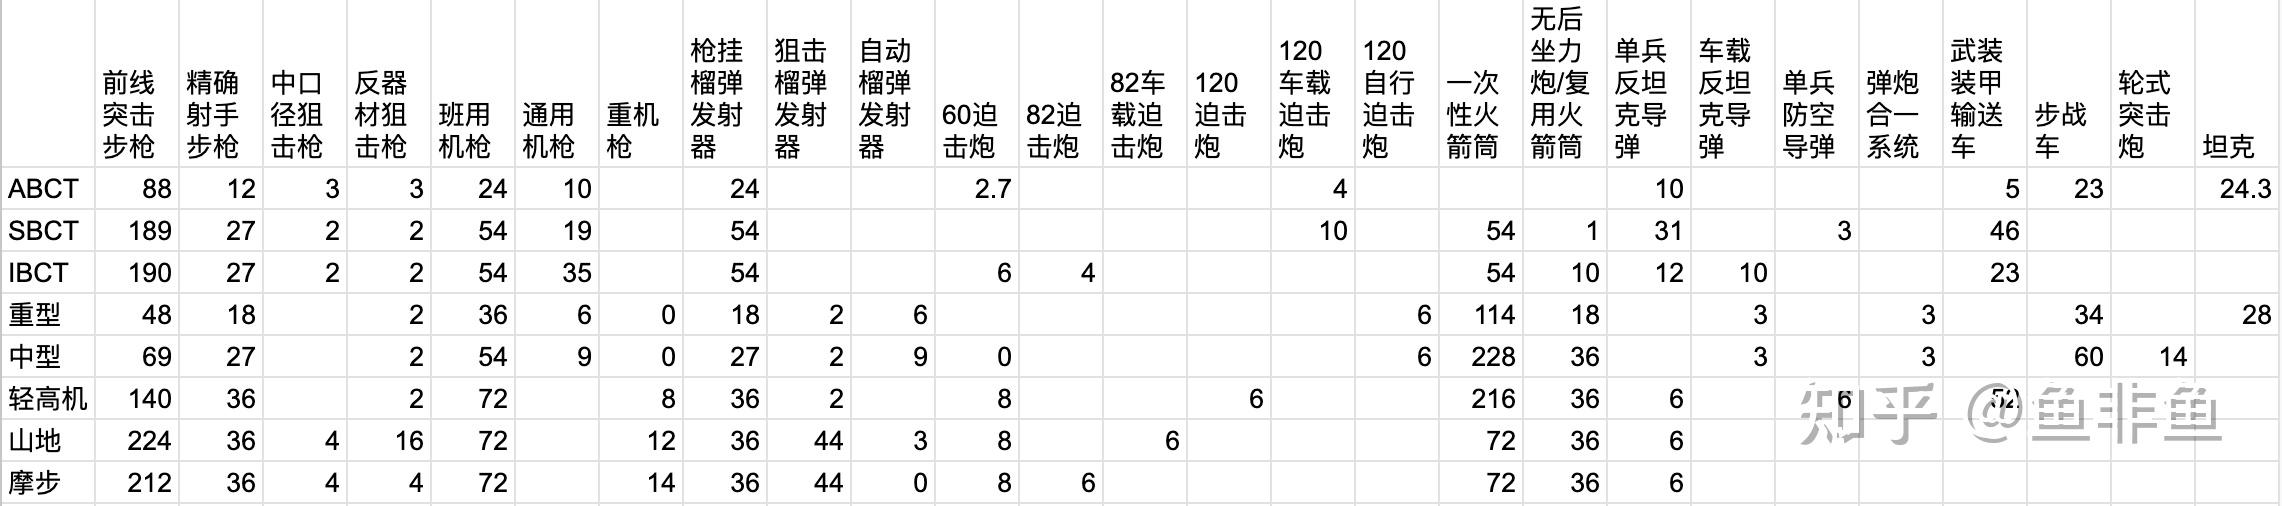 前线突击步枪 精确射手步枪 中口径狙击枪 反器材狙击枪 班用机枪 通用机枪 重机枪 枪挂榴弹发射器 狙击榴弹发射器 自动榴弹发射器 60迫击炮 82迫击炮 82车载迫击炮 120迫击炮 120车载迫击炮 120自行迫击炮 一次性火箭筒 无后坐力炮/复用火箭筒 单兵反坦克导弹 车载反坦克导弹 单兵防空导弹 弹炮合一系统 武装装甲输送车 步战车 轮式突击炮 坦克
ABCT 88 12 3 3 24 10 24 2.7 4 10 5 23 24.3
SBCT 189 27 2 2 54 19 54 10 54 1 31 3 46
IBCT 190 27 2 2 54 35 54 6 4 54 10 12 10 23
重型 48 18 2 36 6 0 18 2 6 6 114 18 3 3 34 28
中型 69 27 2 54 9 0 27 2 9 0 6 228 36 3 3 60 14
轻高机 140 36 2 72 8 36 2 8 6 216 36 6 6 52
山地 224 36 4 16 72 12 36 44 3 8 6 72 36 6
摩步 212 36 4 4 72 14 36 44 0 8 6 72 36 6
知乎 @鱼非鱼